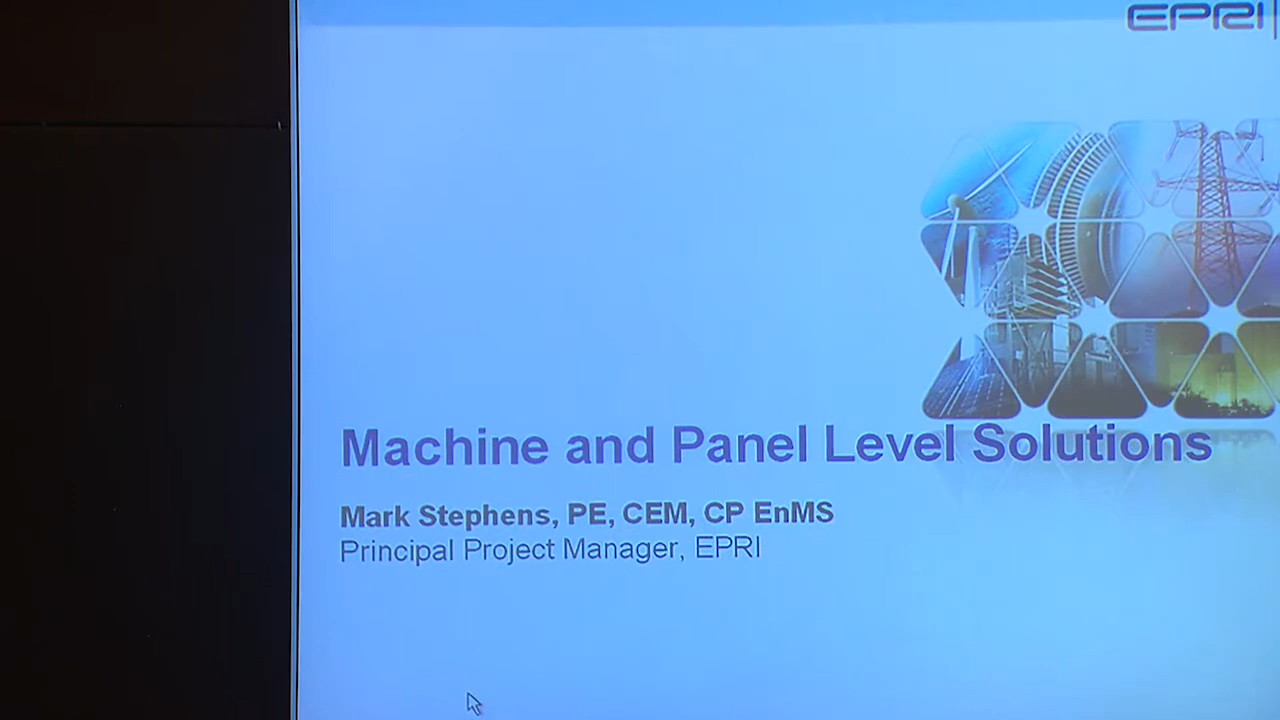 EPRI
Machine and Panel Level Solutions
Mark Stephens, PE, CEM, CP EnMS
Principal Project Manager, EPRI